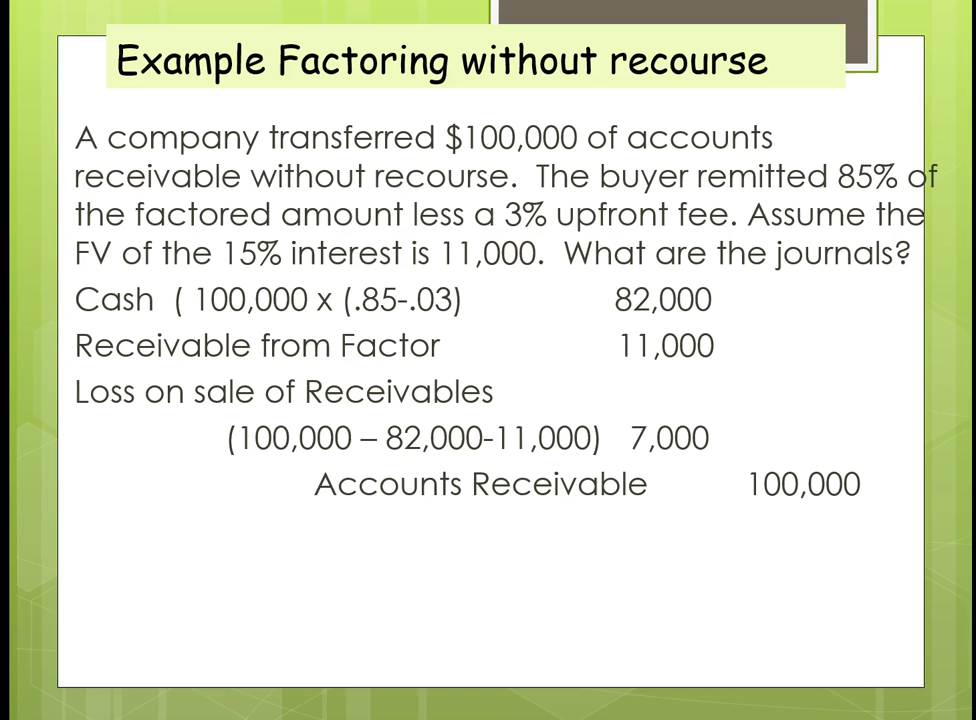 Example Factoring without recourse
A company transferred $100,000 of accounts
receivable without recourse.  The buyer remitted 85% of
the factored amount less a 3% upfront fee. Assume the
FV of the 15% interest is 11,000.  What are the journals?
Cash  ( 100,000 x (.85-.03)  82,000
Receivable from Factor  11,000
Loss on sale of Receivables
(100,000 – 82,000-11,000)  7,000
Accounts Receivable  100,000